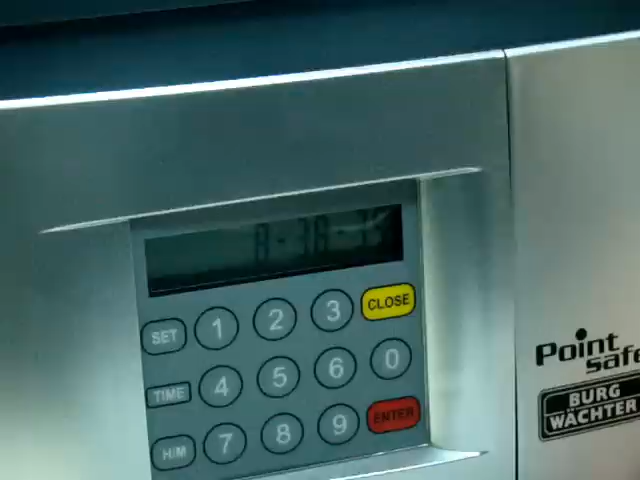 SET 1 2 3 CLOSE
TIME 4 5 6 0
H/M 7 8 9 ENTER
Point
safe
BURG
WÄCHTER